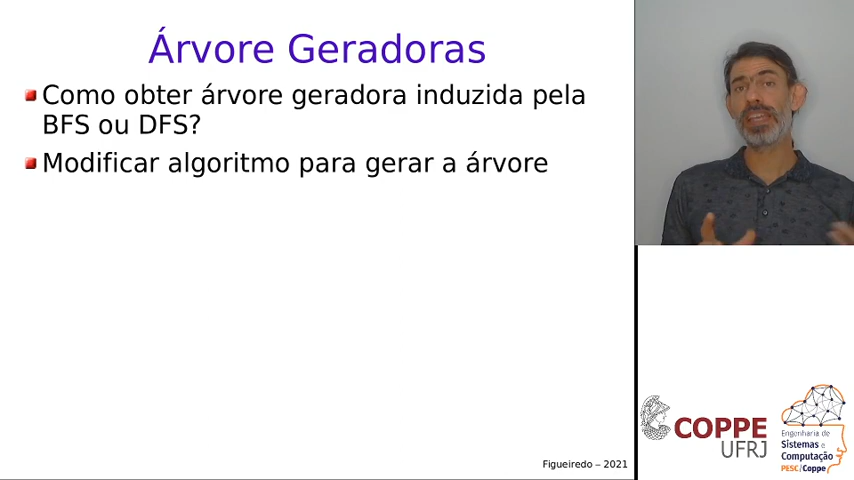 Árvore Geradoras
Como obter árvore geradora induzida pela
BFS ou DFS?
Modificar algoritmo para gerar a árvore
Figueiredo – 2021
COPPE
UFRJ
Engenharia de
Sistemas e
Computação
PESC/Coppe